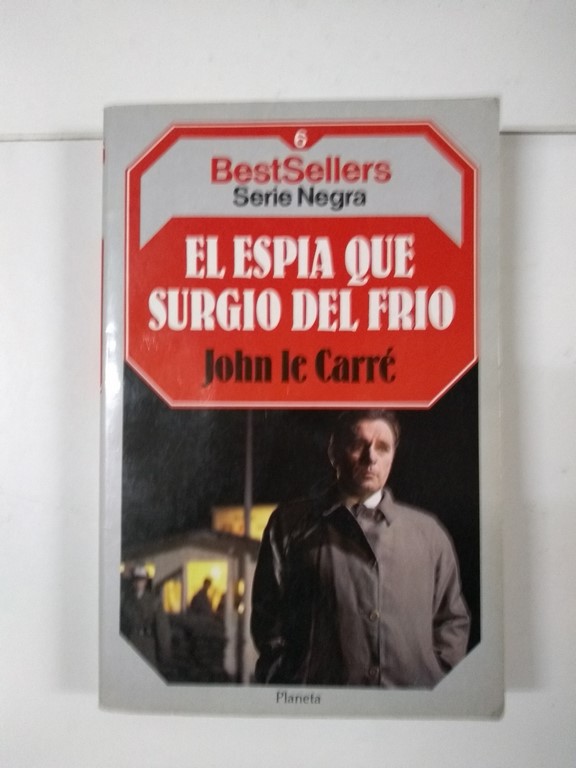 6
BestSellers
Serie Negra
EL ESPIA QUE
SURGIO DEL FRIO
John le Carré
Planeta